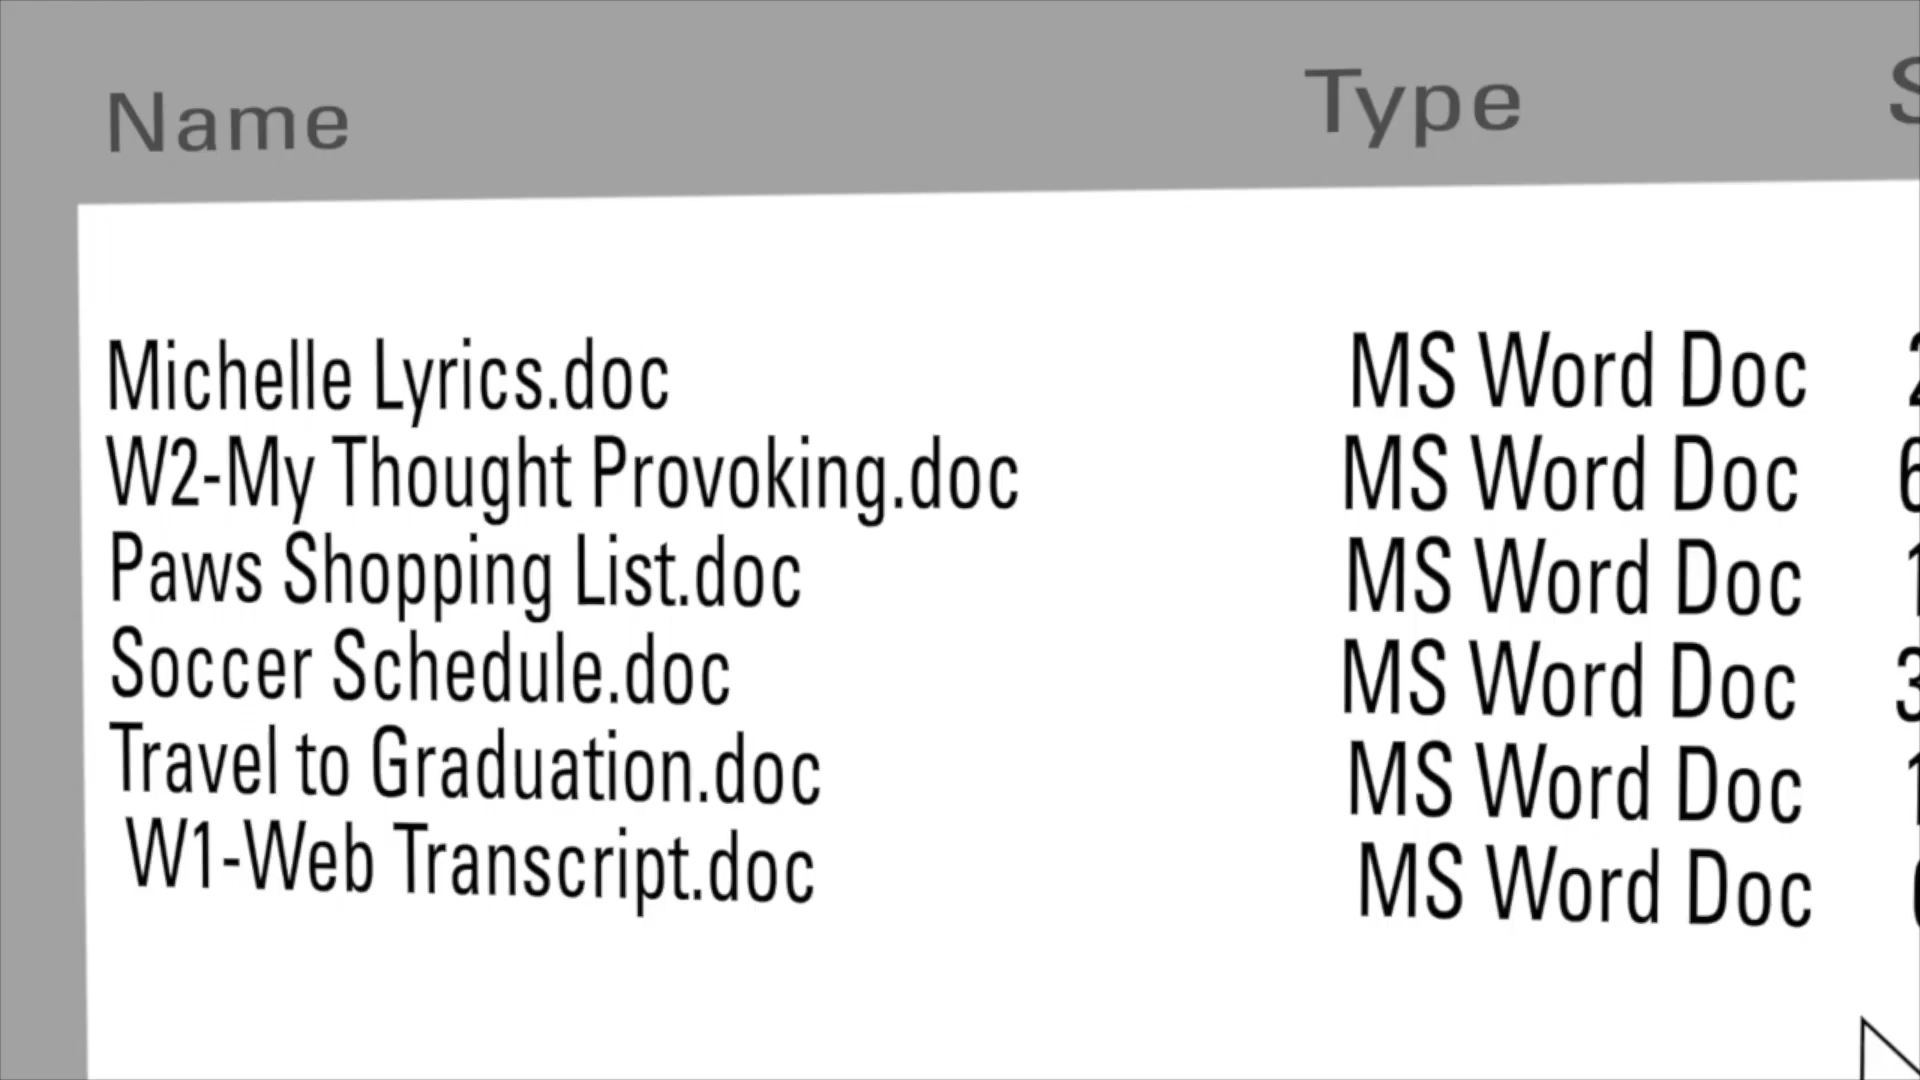 Name Type
Michelle Lyrics.doc MS Word Doc
W2-My Thought Provoking.doc MS Word Doc
Paws Shopping List.doc MS Word Doc
Soccer Schedule.doc MS Word Doc
Travel to Graduation.doc MS Word Doc
W1-Web Transcript.doc MS Word Doc